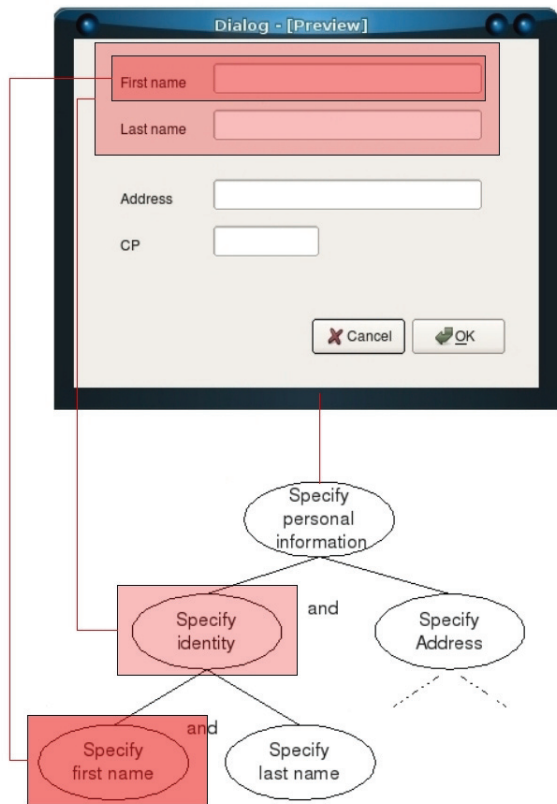 Dialog - [Preview]
First name
Last name
Address
CP
Cancel
OK
Specify
personal
information
and
Specify
identity
Specify
Address
and
Specify
first name
Specify
last name